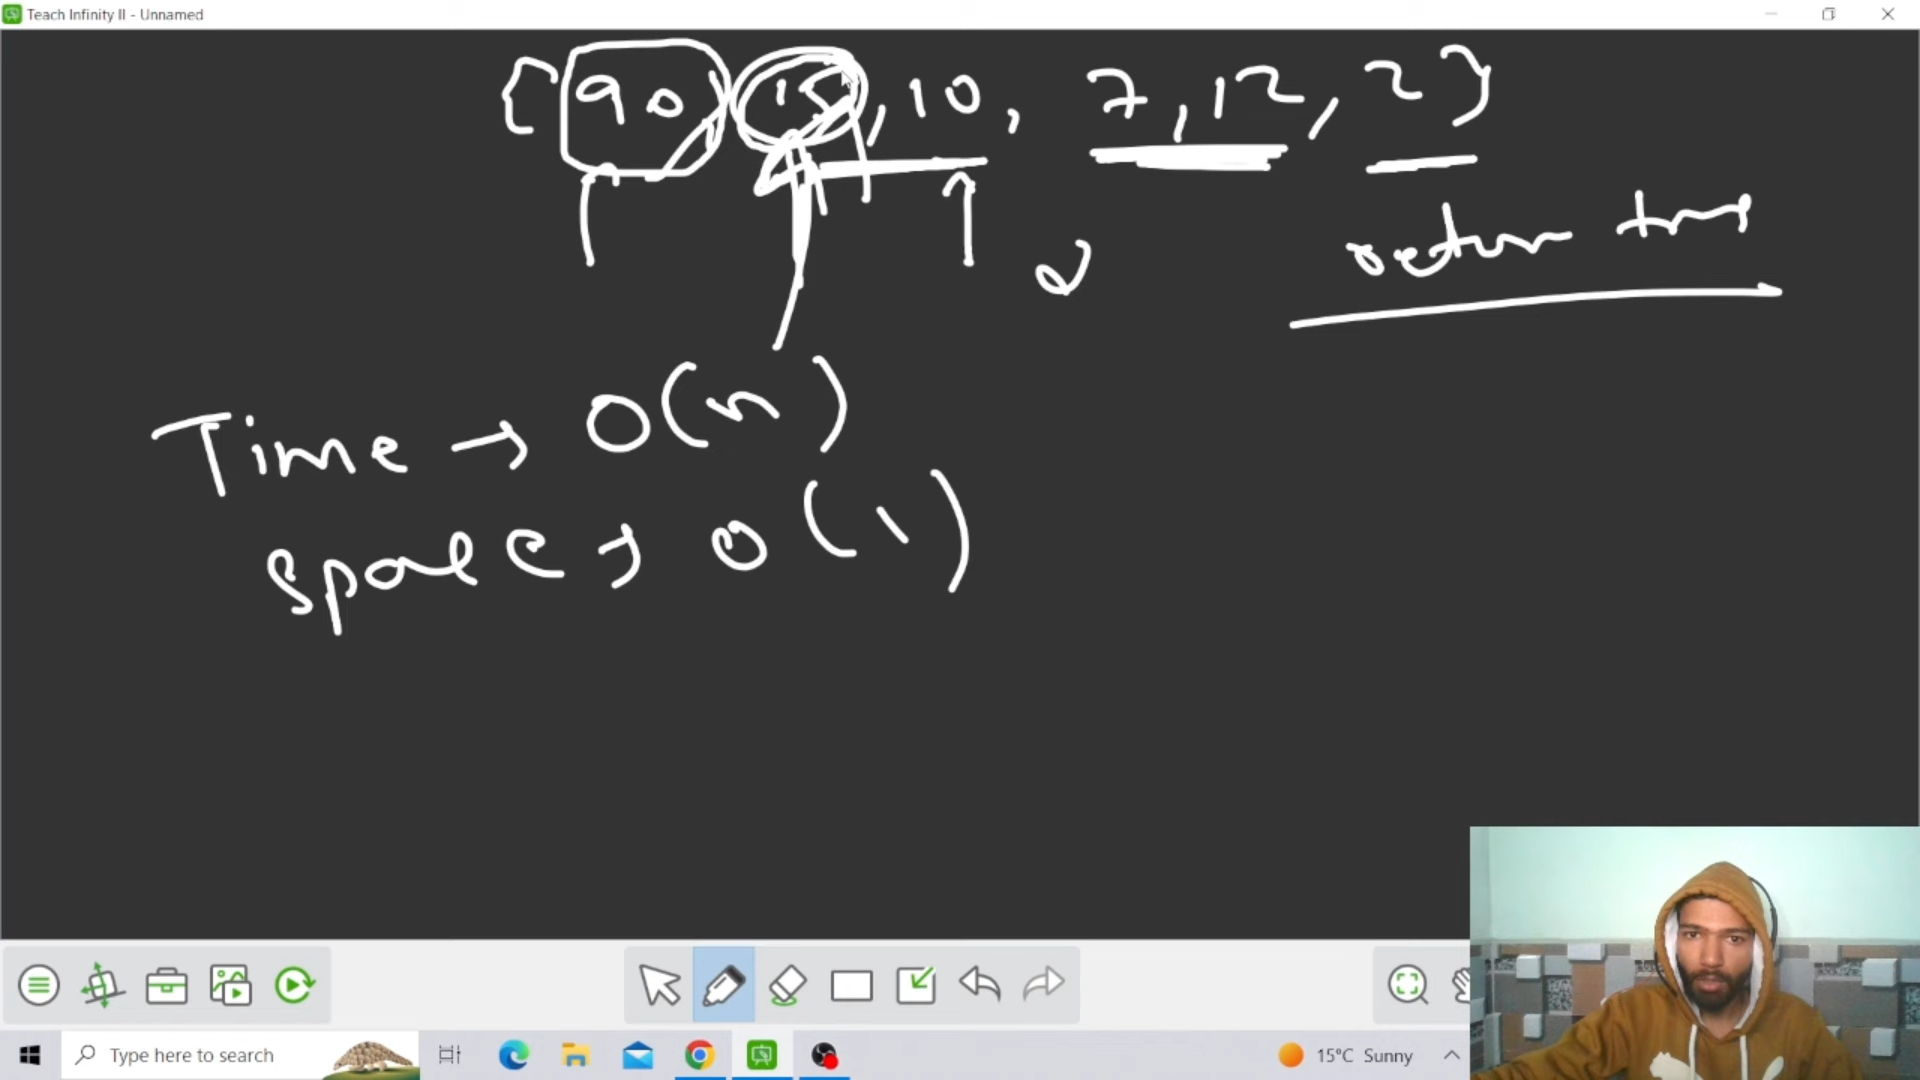 Teach Infinity II - Unnamed
{90, 15, 10, 7, 12, 2}
return true
Time → O(n)
Space → O(1)
Type here to search
15°C Sunny